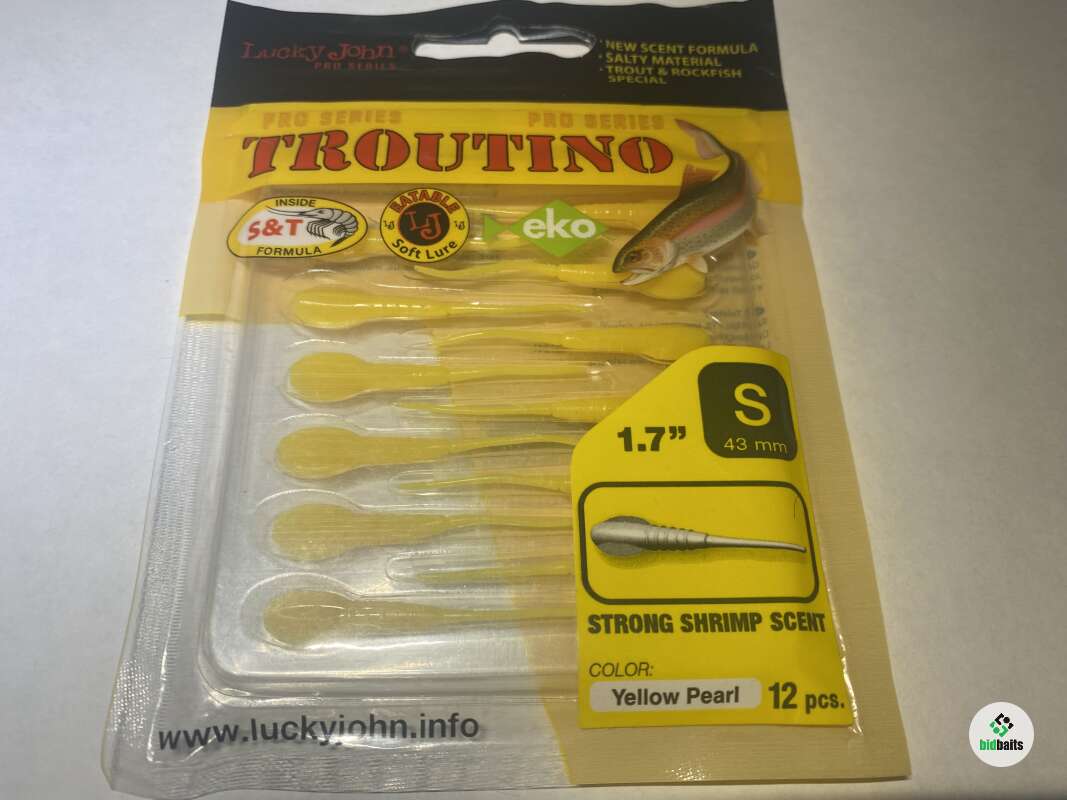 Lucky John®
PRO SERIES
· NEW SCENT FORMULA
· SALTY MATERIAL
· TROUT & ROCKFISH
SPECIAL
PRO SERIES PRO SERIES
TROUTINO
INSIDE
S&T
FORMULA
EATABLE
LJ LJ LJ
Soft Lure
eko
1.7”
S
43 mm
STRONG SHRIMP SCENT
COLOR:
Yellow Pearl
12 pcs.
www.luckyjohn.info
bidbaits